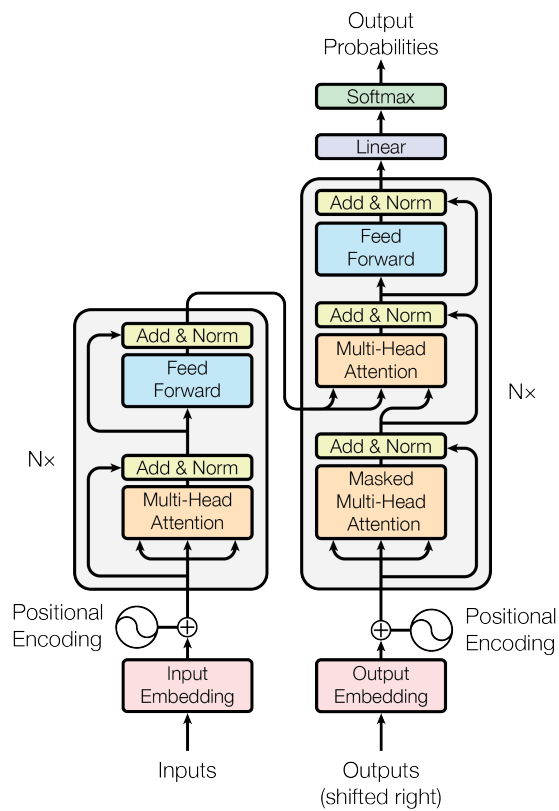 Output
Probabilities
Softmax
Linear
Add & Norm
Feed
Forward
Add & Norm
Multi-Head
Attention
Add & Norm
Masked
Multi-Head
Attention
N×
Add & Norm
Feed
Forward
Add & Norm
Multi-Head
Attention
N×
Positional
Encoding
Positional
Encoding
Input
Embedding
Output
Embedding
Inputs
Outputs
(shifted right)